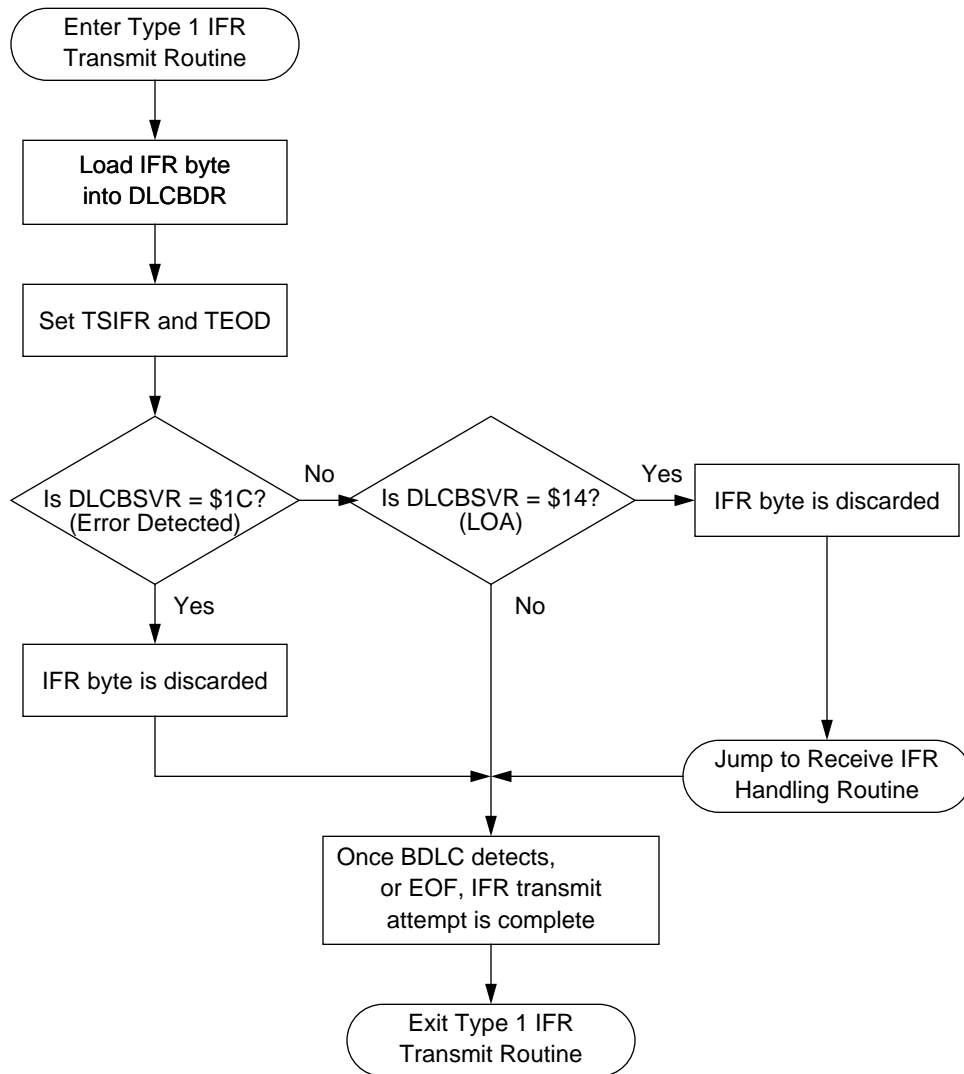 Enter Type 1 IFR
Transmit Routine
Load IFR byte
into DLCBDR
Set TSIFR and TEOD
Is DLCBSVR = $1C?
(Error Detected)
No
Is DLCBSVR = $14?
(LOA)
Yes
IFR byte is discarded
Yes
No
IFR byte is discarded
Jump to Receive IFR
Handling Routine
Once BDLC detects,
or EOF, IFR transmit
attempt is complete
Exit Type 1 IFR
Transmit Routine